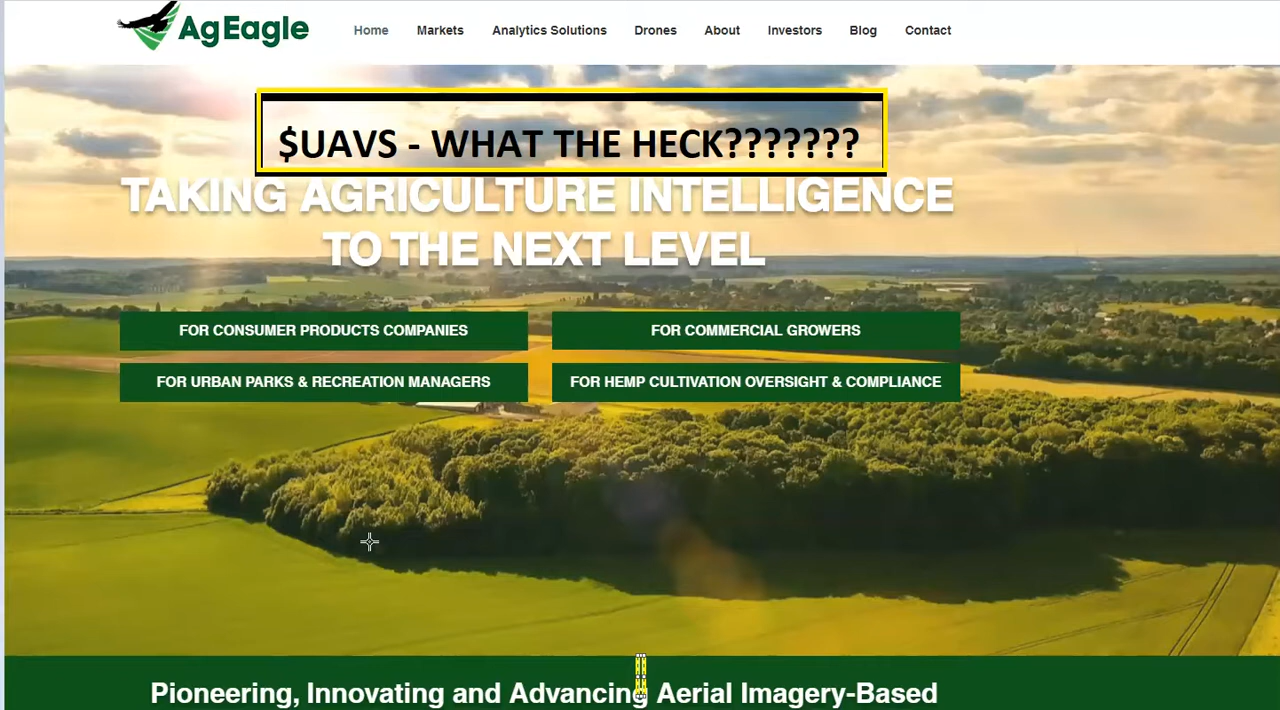 AgEagle
Home Markets Analytics Solutions Drones About Investors Blog Contact
$UAVS - WHAT THE HECK???????
TAKING AGRICULTURE INTELLIGENCE
TO THE NEXT LEVEL
FOR CONSUMER PRODUCTS COMPANIES FOR COMMERCIAL GROWERS
FOR URBAN PARKS & RECREATION MANAGERS FOR HEMP CULTIVATION OVERSIGHT & COMPLIANCE
Pioneering, Innovating and Advancing Aerial Imagery-Based